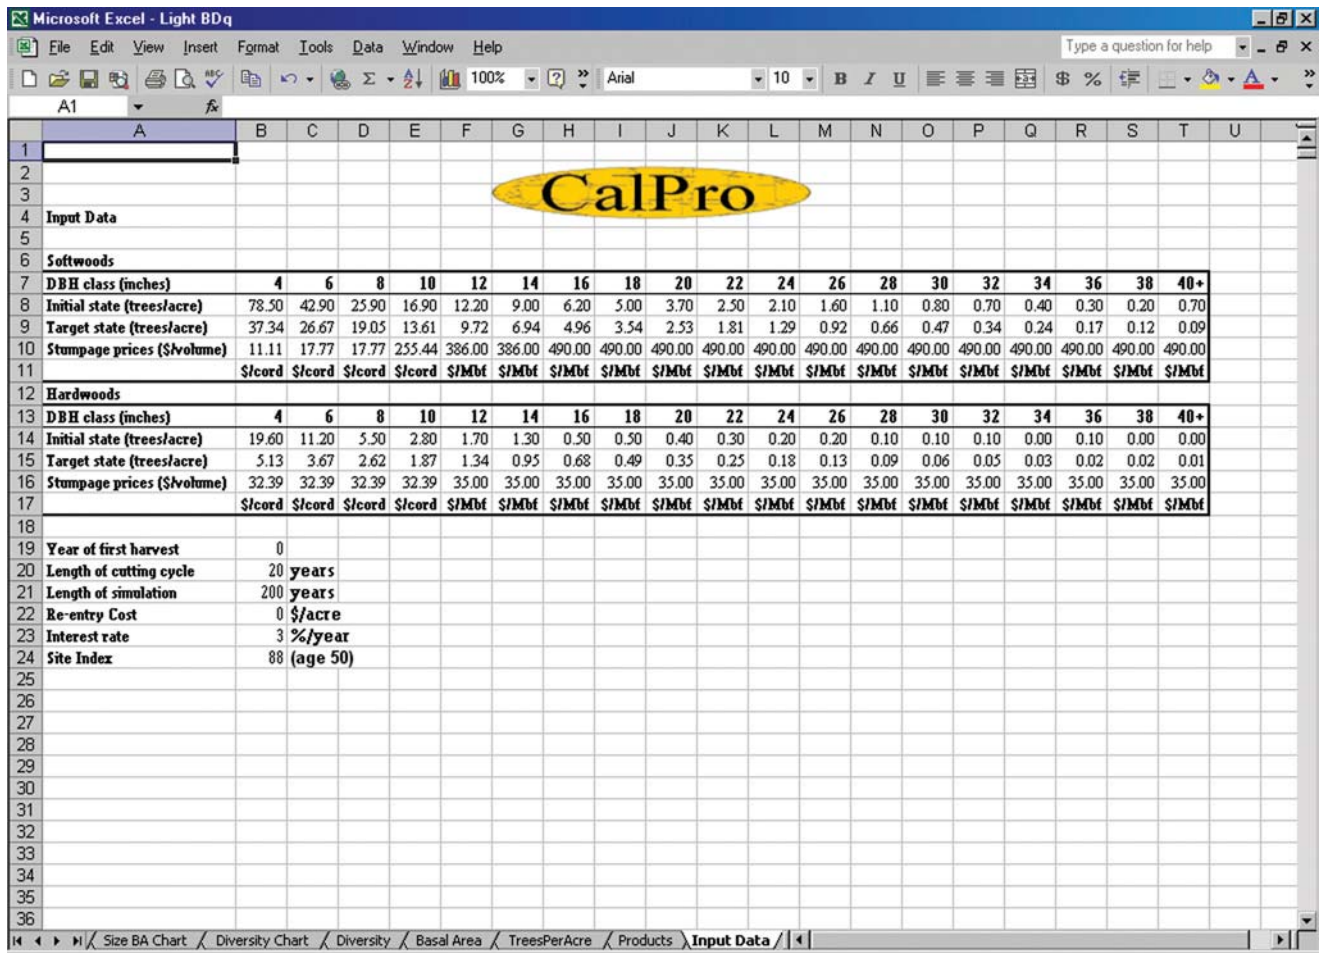 Microsoft Excel - Light BDq
File Edit View Insert Format Tools Data Window Help Type a question for help
100% Arial 10 B I U $ %
A1 fx
A B C D E F G H I J K L M N O P Q R S T U
1
2
CalPro
3
4 Input Data
5
6 Softwoods
7 DBH class (inches) 4 6 8 10 12 14 16 18 20 22 24 26 28 30 32 34 36 38 40+
8 Initial state (trees/acre) 78.50 42.90 25.90 16.90 12.20 9.00 6.20 5.00 3.70 2.50 2.10 1.60 1.10 0.80 0.70 0.40 0.30 0.20 0.70
9 Target state (trees/acre) 37.34 26.67 19.05 13.61 9.72 6.94 4.96 3.54 2.53 1.81 1.29 0.92 0.66 0.47 0.34 0.24 0.17 0.12 0.09
10 Stumpage prices ($/volume) 11.11 17.77 17.77 255.44 386.00 386.00 490.00 490.00 490.00 490.00 490.00 490.00 490.00 490.00 490.00 490.00 490.00 490.00 490.00
11 $/cord $/cord $/cord $/cord $/Mbf $/Mbf $/Mbf $/Mbf $/Mbf $/Mbf $/Mbf $/Mbf $/Mbf $/Mbf $/Mbf $/Mbf $/Mbf $/Mbf $/Mbf
12 Hardwoods
13 DBH class (inches) 4 6 8 10 12 14 16 18 20 22 24 26 28 30 32 34 36 38 40+
14 Initial state (trees/acre) 19.60 11.20 5.50 2.80 1.70 1.30 0.50 0.50 0.40 0.30 0.20 0.20 0.10 0.10 0.10 0.00 0.10 0.00 0.00
15 Target state (trees/acre) 5.13 3.67 2.62 1.87 1.34 0.95 0.68 0.49 0.35 0.25 0.18 0.13 0.09 0.06 0.05 0.03 0.02 0.02 0.01
16 Stumpage prices ($/volume) 32.39 32.39 32.39 32.39 35.00 35.00 35.00 35.00 35.00 35.00 35.00 35.00 35.00 35.00 35.00 35.00 35.00 35.00 35.00
17 $/cord $/cord $/cord $/cord $/Mbf $/Mbf $/Mbf $/Mbf $/Mbf $/Mbf $/Mbf $/Mbf $/Mbf $/Mbf $/Mbf $/Mbf $/Mbf $/Mbf $/Mbf
18
19 Year of first harvest 0
20 Length of cutting cycle 20 years
21 Length of simulation 200 years
22 Re-entry Cost 0 $/acre
23 Interest rate 3 %/year
24 Site Index 88 (age 50)
25
26
27
28
29
30
31
32
33
34
35
36
Size BA Chart Diversity Chart Diversity Basal Area TreesPerAcre Products Input Data